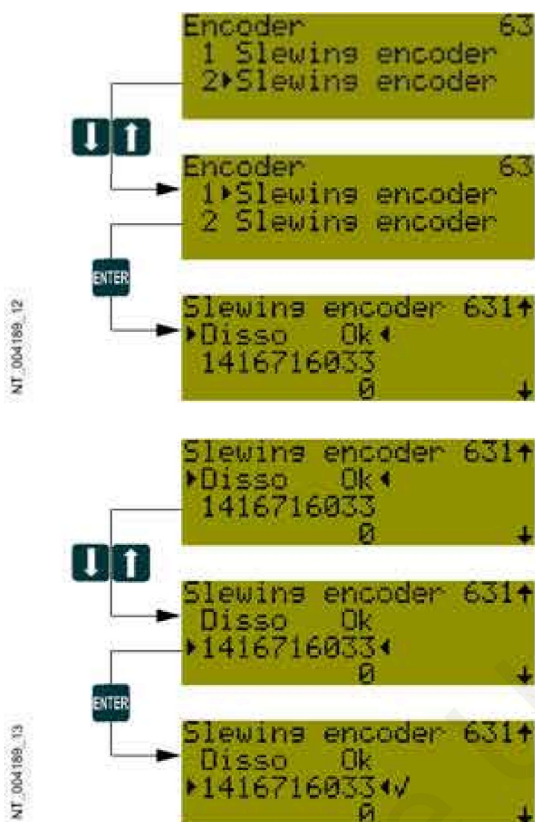 Encoder 63
1 Slewing encoder
2▶Slewing encoder
Encoder 63
1▶Slewing encoder
2 Slewing encoder
ENTER
Slewing encoder 631↑
▶Disso Ok◀
1416716033
0 ↓
NT_004189_12
Slewing encoder 631↑
▶Disso Ok◀
1416716033
0 ↓
Slewing encoder 631↑
Disso Ok
▶1416716033◀
0 ↓
ENTER
Slewing encoder 631↑
Disso Ok
▶1416716033◀√
0 ↓
NT_004189_13